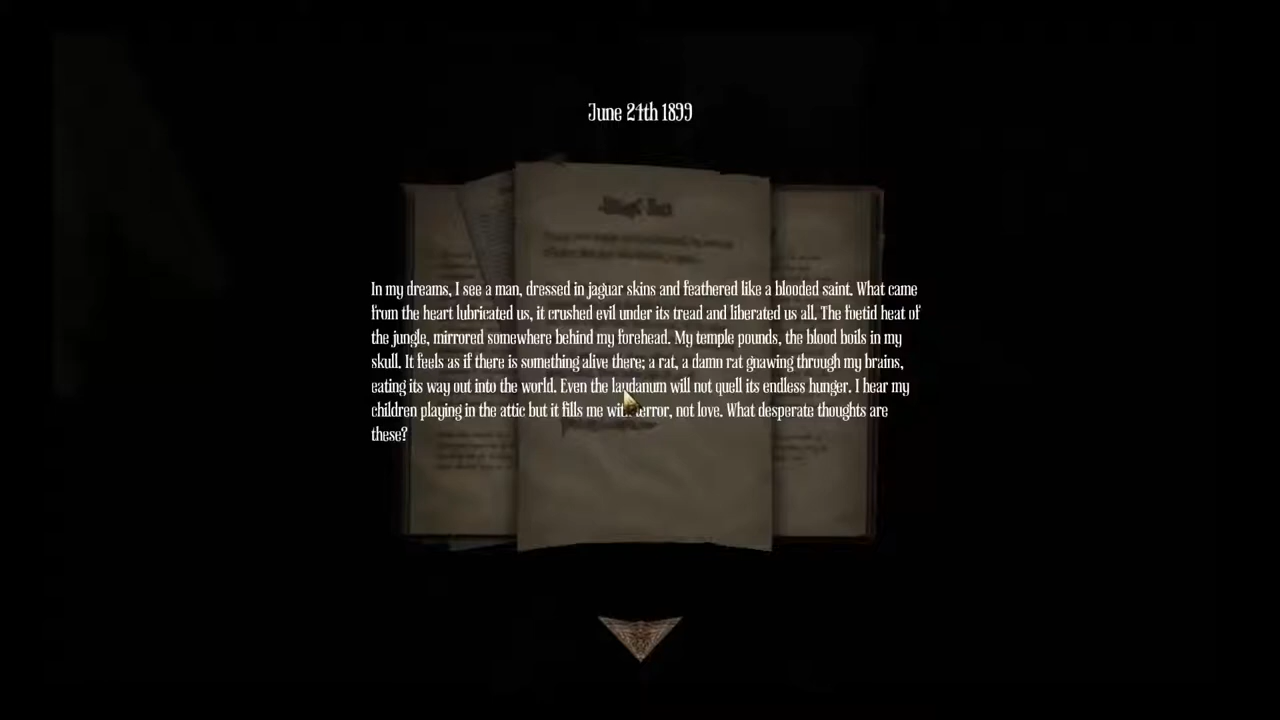 June 24th 1899
In my dreams, I see a man, dressed in jaguar skins and feathered like a blooded saint. What came
from the heart lubricated us, it crushed evil under its tread and liberated us all. The foetid heat of
the jungle, mirrored somewhere behind my forehead. My temple pounds, the blood boils in my
skull. It feels as if there is something alive there; a rat, a damn rat gnawing through my brains,
eating its way out into the world. Even the laudanum will not quell its endless hunger. I hear my
children playing in the attic but it fills me with terror, not love. What desperate thoughts are
these?